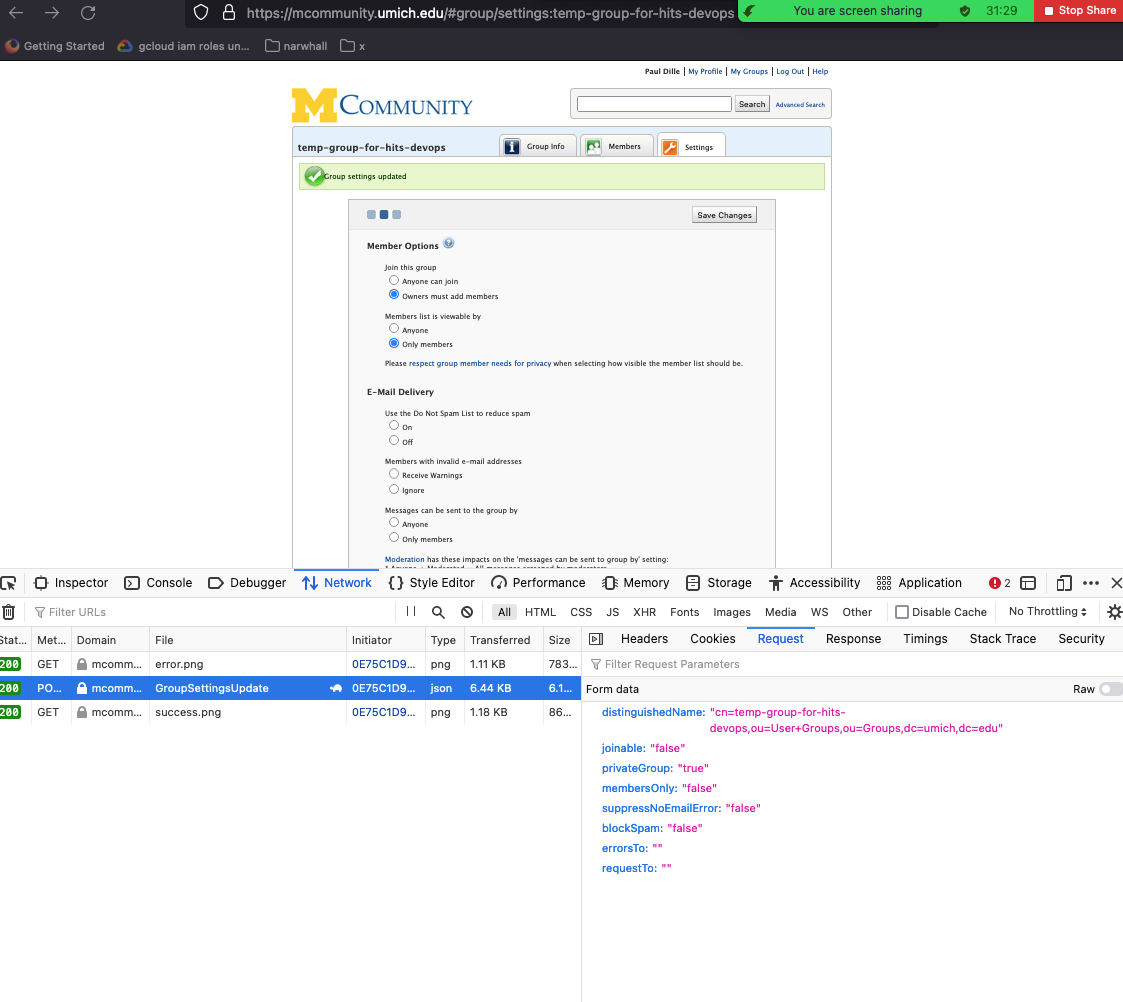 https://mcommunity.umich.edu/#group/settings:temp-group-for-hits-devops
You are screen sharing
31:29
Stop Share
Getting Started
gcloud iam roles un...
narwhall
x
Paul Dille | My Profile | My Groups | Log Out | Help
M COMMUNITY
Search
Advanced Search
temp-group-for-hits-devops
Group Info
Members
Settings
Group settings updated
Save Changes
Member Options ?
Join this group
Anyone can join
Owners must add members
Members list is viewable by
Anyone
Only members
Please respect group member needs for privacy when selecting how visible the member list should be.
E-Mail Delivery
Use the Do Not Spam List to reduce spam
On
Off
Members with invalid e-mail addresses
Receive Warnings
Ignore
Messages can be sent to the group by
Anyone
Only members
Moderation has these impacts on the 'messages can be sent to group by' setting:
Inspector
Console
Debugger
Network
Style Editor
Performance
Memory
Storage
Accessibility
Application
2
Filter URLs
All
HTML
CSS
JS
XHR
Fonts
Images
Media
WS
Other
Disable Cache
No Throttling
Stat... Met... Domain File Initiator Type Transferred Size
200 GET mcomm... error.png 0E75C1D9... png 1.11 KB 783...
200 PO... mcomm... GroupSettingsUpdate 0E75C1D9... json 6.44 KB 6.1...
200 GET mcomm... success.png 0E75C1D9... png 1.18 KB 86...
Headers
Cookies
Request
Response
Timings
Stack Trace
Security
Filter Request Parameters
Form data
Raw
distinguishedName: "cn=temp-group-for-hits-
devops,ou=User+Groups,ou=Groups,dc=umich,dc=edu"
joinable: "false"
privateGroup: "true"
membersOnly: "false"
suppressNoEmailError: "false"
blockSpam: "false"
errorsTo: ""
requestTo: ""